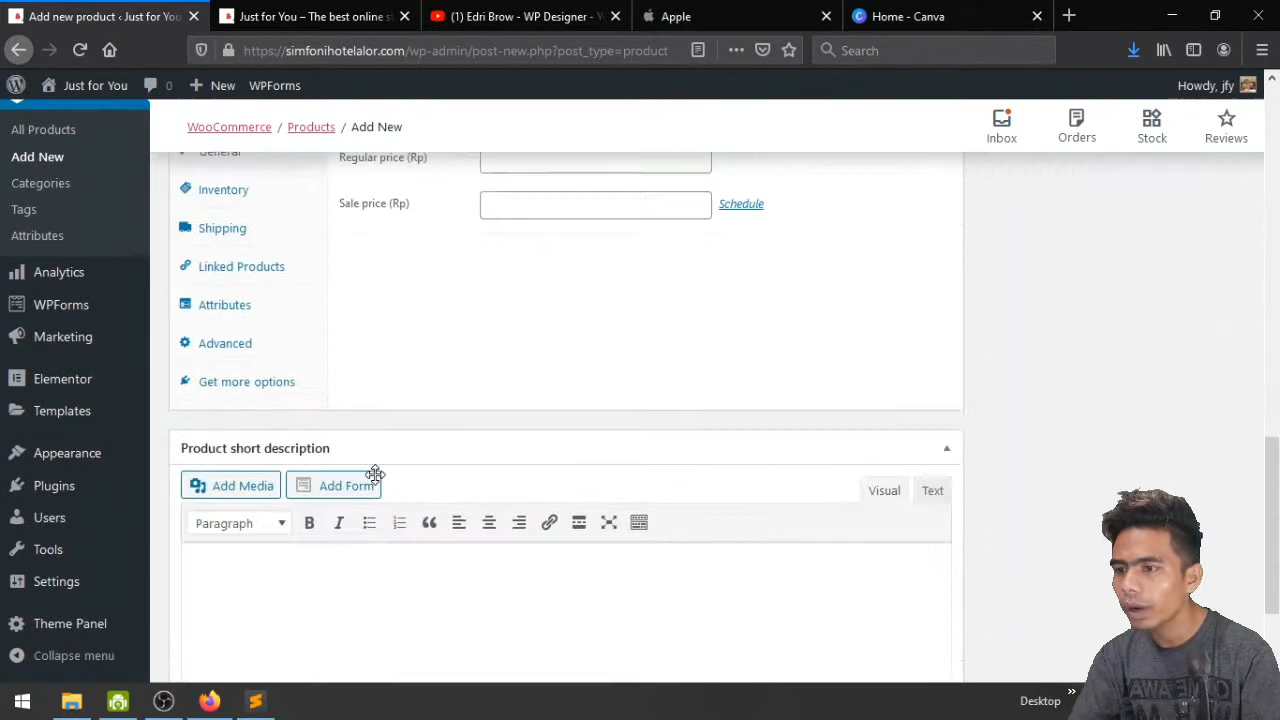 Add new product ‹ Just for You
Just for You – The best online s
(1) Edri Brow - WP Designer - Y
Apple
Home - Canva
https://simfonihotelalor.com/wp-admin/post-new.php?post_type=product
Search
Just for You
0
New
WPForms
Howdy, jfy
WooCommerce / Products / Add New
Inbox
Orders
Stock
Reviews
All Products
Add New
Categories
Tags
Attributes
Analytics
WPForms
Marketing
Elementor
Templates
Appearance
Plugins
Users
Tools
Settings
Theme Panel
Collapse menu
General
Inventory
Shipping
Linked Products
Attributes
Advanced
Get more options
Regular price (Rp)
Sale price (Rp)
Schedule
Product short description
Add Media
Add Form
Visual
Text
Paragraph
Desktop